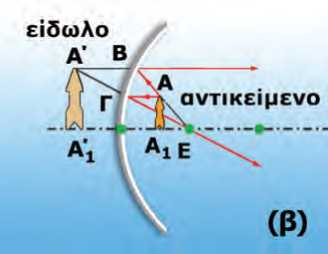 είδωλο
Α' Β
Α
Γ
αντικείμενο
Α'₁ Α₁ Ε
(β)